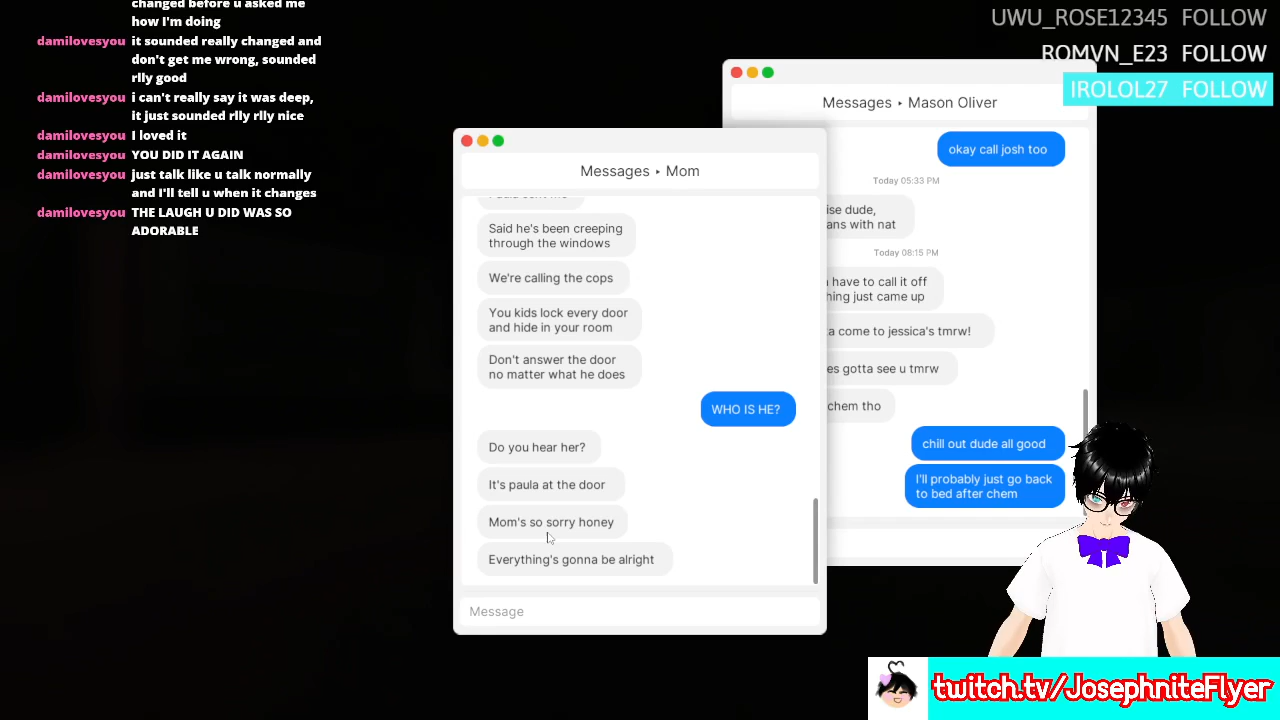 changed before u asked me
how I'm doing
damilovesyou it sounded really changed and
don't get me wrong, sounded
rlly good
damilovesyou i can't really say it was deep,
it just sounded rlly rlly nice
damilovesyou I loved it
damilovesyou YOU DID IT AGAIN
damilovesyou just talk like u talk normally
and I'll tell u when it changes
damilovesyou THE LAUGH U DID WAS SO
ADORABLE
Messages ‣ Mom
Said he's been creeping
through the windows
We're calling the cops
You kids lock every door
and hide in your room
Don't answer the door
no matter what he does
WHO IS HE?
Do you hear her?
It's paula at the door
Mom's so sorry honey
Everything's gonna be alright
Message
UWU_ROSE12345 FOLLOW
ROMVN_E23 FOLLOW
IROLOL27 FOLLOW
Messages ‣ Mason Oliver
okay call josh too
Today 05:33 PM
ise dude,
ans with nat
Today 08:15 PM
have to call it off
hing just came up
a come to jessica's tmrw!
es gotta see u tmrw
chem tho
chill out dude all good
I'll probably just go back
to bed after chem
twitch.tv/JosephniteFlyer